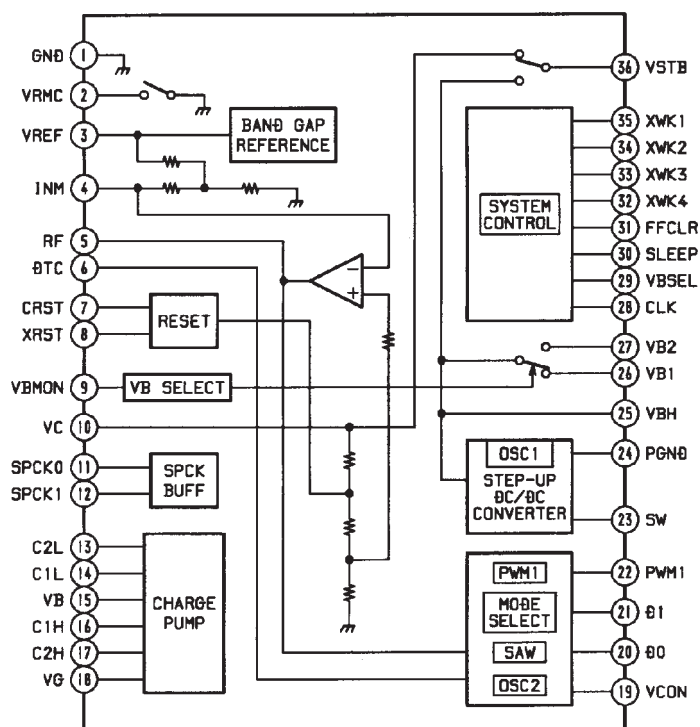 GND 1
VRMC 2
VREF 3
INM 4
RF 5
DTC 6
CRST 7
XRST 8
VBMON 9
VC 10
SPCK0 11
SPCK1 12
C2L 13
C1L 14
VB 15
C1H 16
C2H 17
VG 18
BAND GAP
REFERENCE
−
+
RESET
VB SELECT
SPCK
BUFF
CHARGE
PUMP
SYSTEM
CONTROL
OSC1
STEP-UP
DC/DC
CONVERTER
PWM1
MODE
SELECT
SAW
OSC2
36 VSTB
35 XWK1
34 XWK2
33 XWK3
32 XWK4
31 FFCLR
30 SLEEP
29 VBSEL
28 CLK
27 VB2
26 VB1
25 VBH
24 PGND
23 SW
22 PWM1
21 D1
20 D0
19 VCON